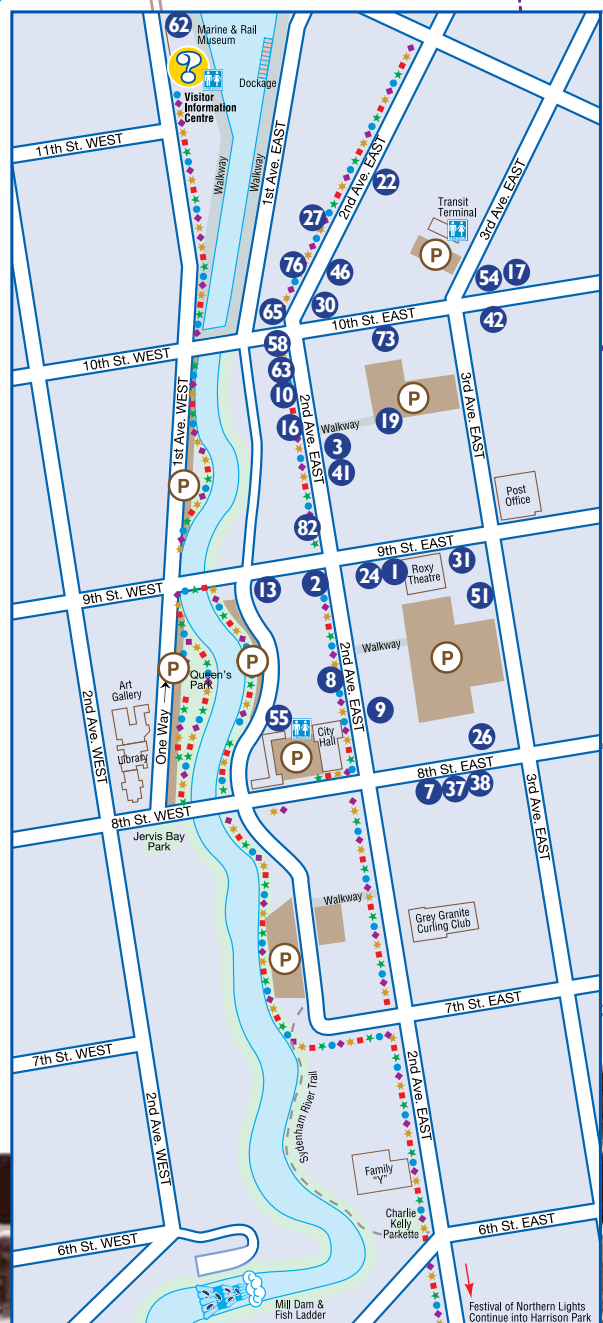 62
Marine & Rail
Museum
?
Visitor
Information
Centre
Dockage
11th St. WEST
Walkway
Walkway
1st Ave. EAST
2nd Ave. EAST
22
27
Transit
Terminal
3rd Ave. EAST
P
76
46
54
17
65
30
10th St. EAST
42
58
73
10th St. WEST
63
10
P
1st Ave. WEST
2nd Ave. EAST
3rd Ave. EAST
16
Walkway
19
3
41
P
Post
Office
82
9th St. EAST
31
24
1
Roxy
Theatre
2
13
51
9th St. WEST
Walkway
P
P
P
Queen's
Park
2nd Ave. EAST
8
9
Art
Gallery
One Way
2nd Ave. WEST
55
City
Hall
26
Library
P
8th St. EAST
7
37
38
8th St. WEST
3rd Ave. EAST
Jervis Bay
Park
Walkway
Grey Granite
Curling Club
P
7th St. EAST
7th St. WEST
2nd Ave. EAST
2nd Ave. WEST
Sydenham River Trail
Family
"Y"
Charlie
Kelly
Parkette
6th St. EAST
6th St. WEST
Mill Dam &
Fish Ladder
Festival of Northern Lights
Continue into Harrison Park